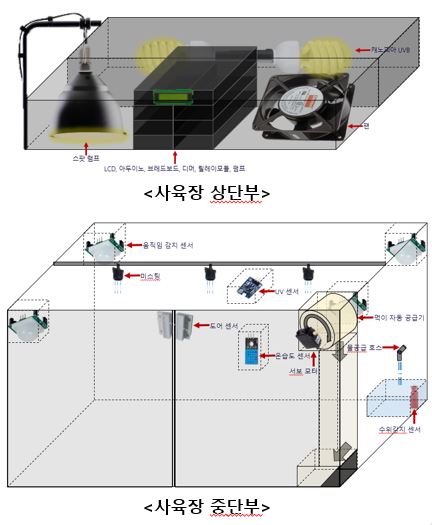 캐노피아 UVB
팬
스팟 램프
LCD, 아두이노, 브레드보드, 디머, 릴레이모듈, 펌프
<사육장 상단부>
움직임 감지 센서
미스팅
UV 센서
도어 센서
먹이 자동 공급기
온습도 센서
물공급 호스
서보 모터
수위감지 센서
<사육장 중단부>